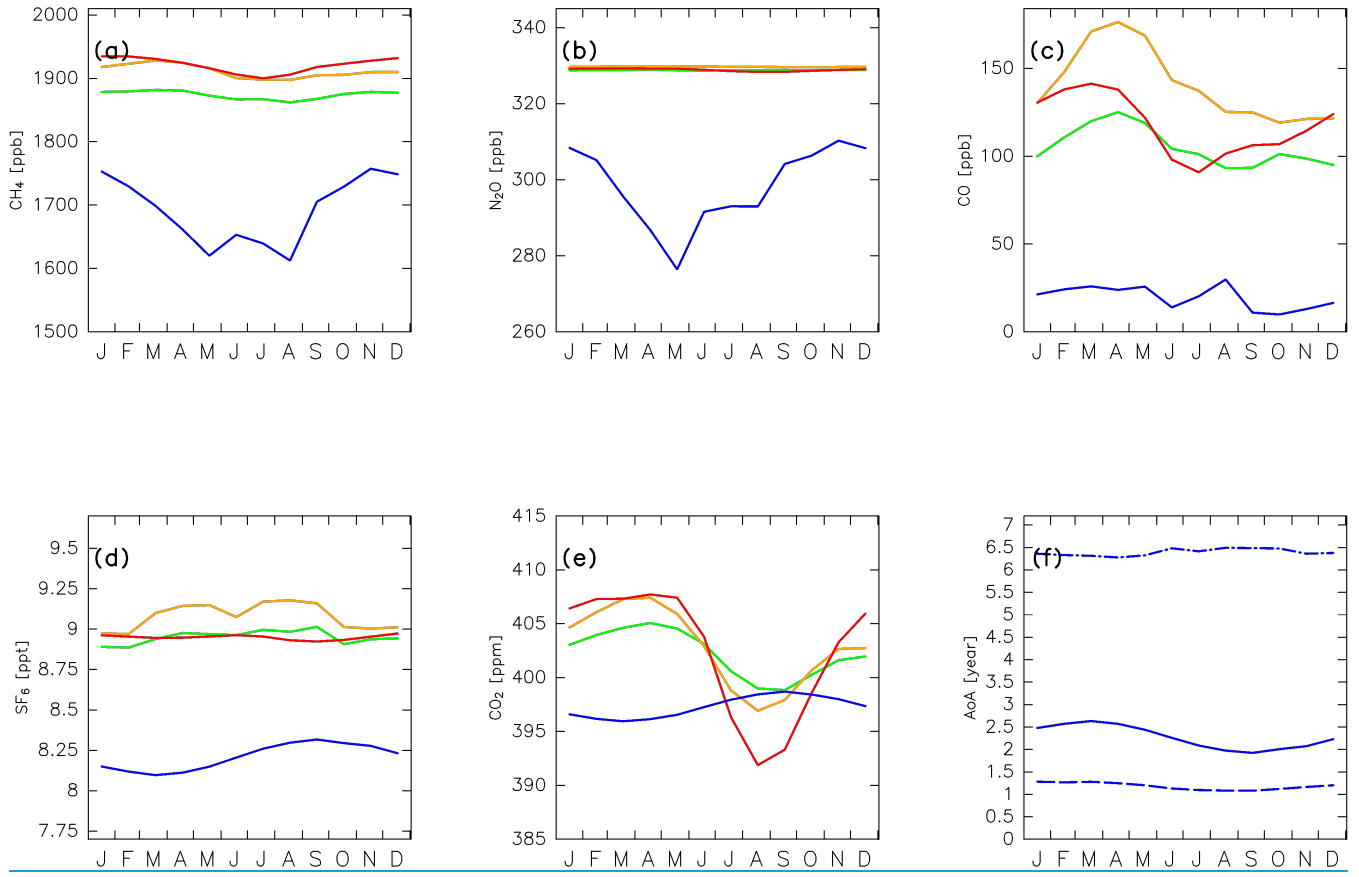 (a)
CH4 [ppb]
2000
1900
1800
1700
1600
1500
J F M A M J J A S O N D
(b)
N2O [ppb]
340
320
300
280
260
J F M A M J J A S O N D
(c)
CO [ppb]
150
100
50
0
J F M A M J J A S O N D
(d)
SF6 [ppt]
9.5
9.25
9
8.75
8.5
8.25
8
7.75
J F M A M J J A S O N D
(e)
CO2 [ppm]
415
410
405
400
395
390
385
J F M A M J J A S O N D
(f)
AoA [year]
7
6.5
6
5.5
5
4.5
4
3.5
3
2.5
2
1.5
1
0.5
0
J F M A M J J A S O N D